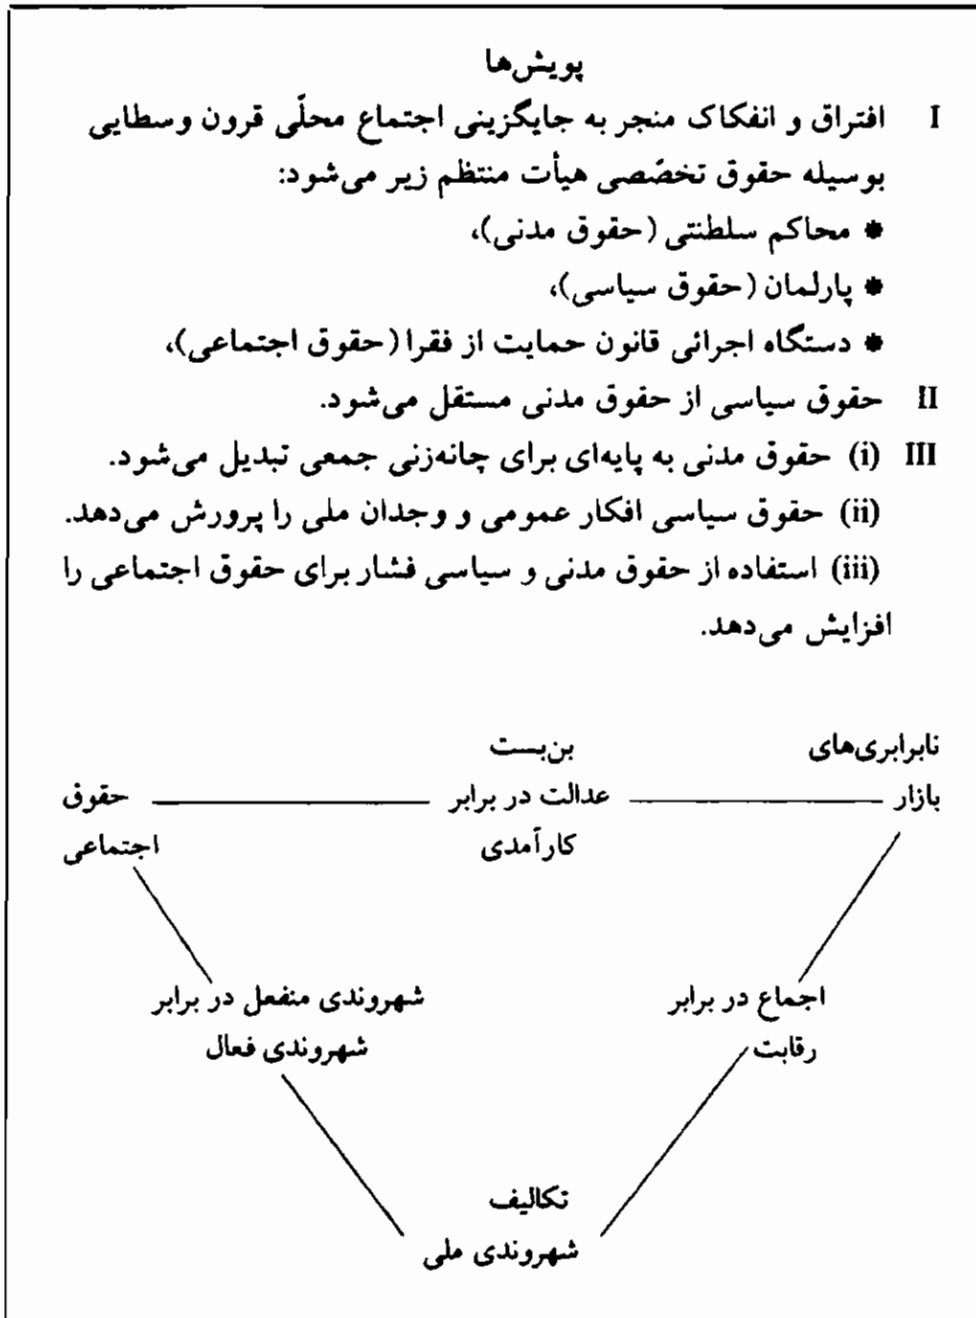 پویش‌ها
I افتراق و انفکاک منجر به جایگزینی اجتماع محلّی قرون وسطایی
بوسیله حقوق تخصّصی هیأت منتظم زیر می‌شود:
* محاکم سلطنتی (حقوق مدنی)،
* پارلمان (حقوق سیاسی)،
* دستگاه اجرائی قانون حمایت از فقرا (حقوق اجتماعی)،
II حقوق سیاسی از حقوق مدنی مستقل می‌شود.
III (i) حقوق مدنی به پایه‌ای برای چانه‌زنی جمعی تبدیل می‌شود.
(ii) حقوق سیاسی افکار عمومی و وجدان ملی را پرورش می‌دهد.
(iii) استفاده از حقوق مدنی و سیاسی فشار برای حقوق اجتماعی را
افزایش می‌دهد.
نابرابری‌های
بازار
بن‌بست
عدالت در برابر
کارآمدی
حقوق
اجتماعی
اجماع در برابر
رقابت
شهروندی منفعل در برابر
شهروندی فعال
تکالیف
شهروندی ملی